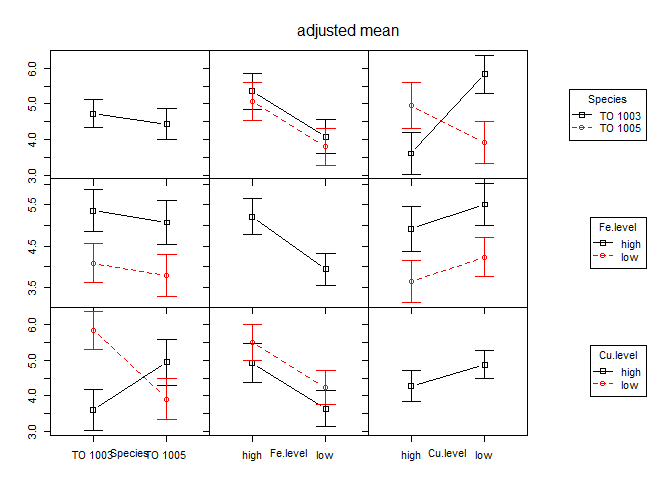 adjusted mean
6.0
5.0
4.0
3.0
Species
TO 1003
TO 1005
5.5
4.5
3.5
Fe.level
high
low
6.0
5.0
4.0
3.0
Cu.level
high
low
TO 1003 Species TO 1005 high Fe.level low high Cu.level low